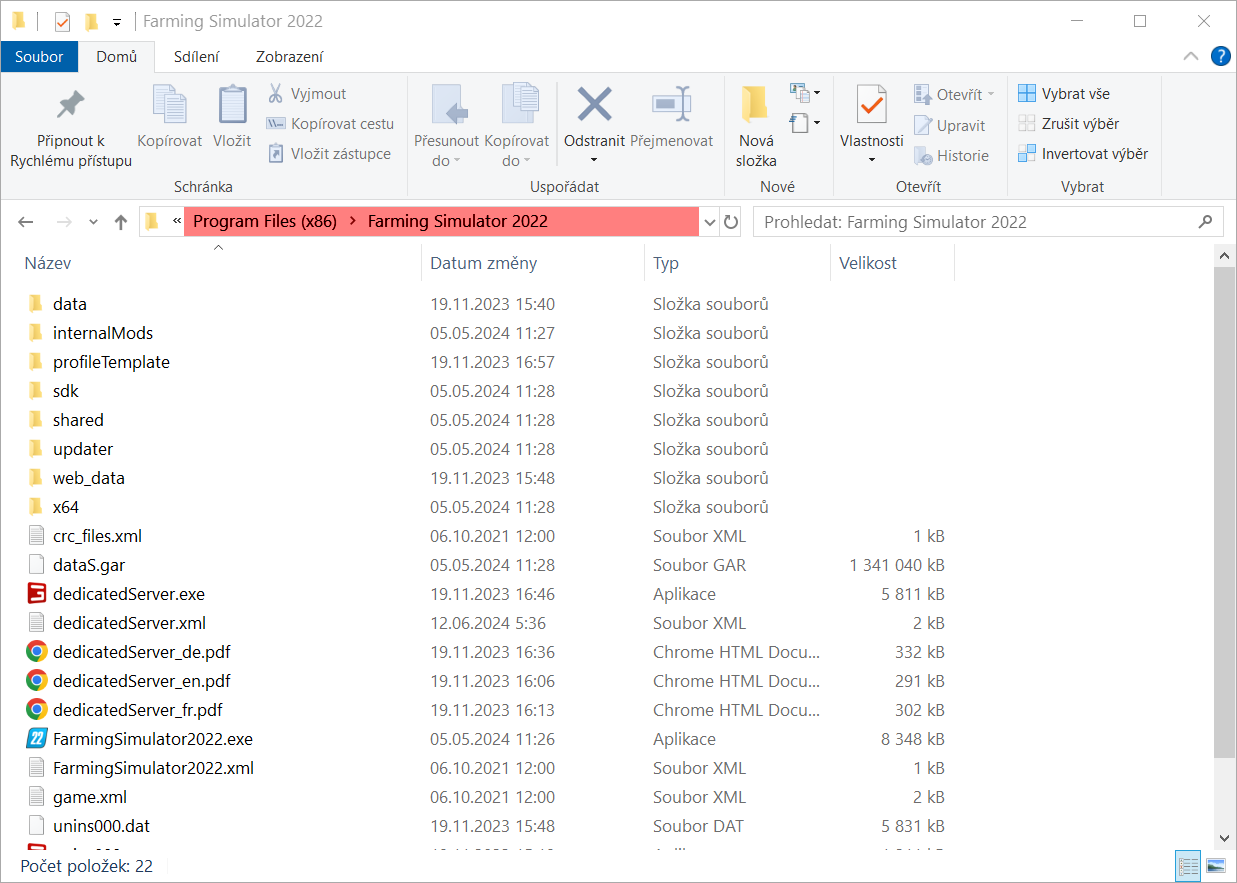 Farming Simulator 2022
Soubor Domů Sdílení Zobrazení ?
Připnout k Rychlému přístupu
Kopírovat
Vložit
Vyjmout
Kopírovat cestu
Vložit zástupce
Schránka
Přesunout do
Kopírovat do
Odstranit
Přejmenovat
Uspořádat
Nová složka
Nové
Vlastnosti
Otevřít
Upravit
Historie
Otevřít
Vybrat vše
Zrušit výběr
Invertovat výběr
Vybrat
« Program Files (x86) > Farming Simulator 2022
Prohledat: Farming Simulator 2022
Název Datum změny Typ Velikost
data 19.11.2023 15:40 Složka souborů
internalMods 05.05.2024 11:27 Složka souborů
profileTemplate 19.11.2023 16:57 Složka souborů
sdk 05.05.2024 11:28 Složka souborů
shared 05.05.2024 11:28 Složka souborů
updater 05.05.2024 11:28 Složka souborů
web_data 19.11.2023 15:48 Složka souborů
x64 05.05.2024 11:28 Složka souborů
crc_files.xml 06.10.2021 12:00 Soubor XML 1 kB
dataS.gar 05.05.2024 11:28 Soubor GAR 1 341 040 kB
dedicatedServer.exe 19.11.2023 16:46 Aplikace 5 811 kB
dedicatedServer.xml 12.06.2024 5:36 Soubor XML 2 kB
dedicatedServer_de.pdf 19.11.2023 16:36 Chrome HTML Docu... 332 kB
dedicatedServer_en.pdf 19.11.2023 16:06 Chrome HTML Docu... 291 kB
dedicatedServer_fr.pdf 19.11.2023 16:13 Chrome HTML Docu... 302 kB
22 FarmingSimulator2022.exe 05.05.2024 11:26 Aplikace 8 348 kB
FarmingSimulator2022.xml 06.10.2021 12:00 Soubor XML 1 kB
game.xml 06.10.2021 12:00 Soubor XML 2 kB
unins000.dat 19.11.2023 15:48 Soubor DAT 5 831 kB
Počet položek: 22